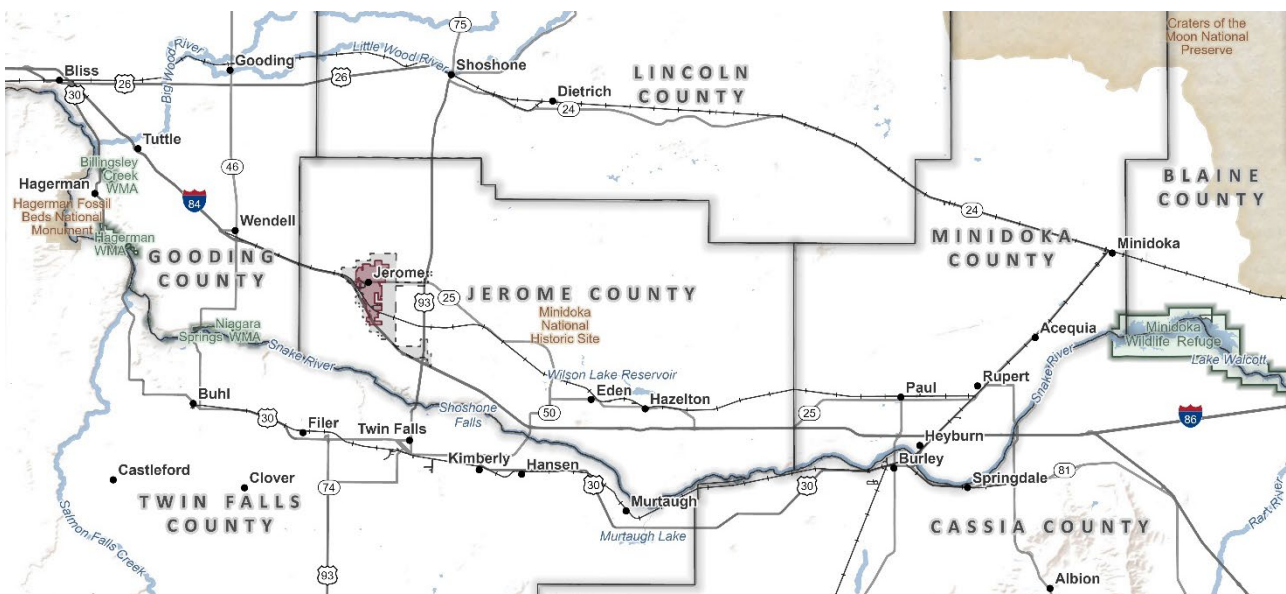 Craters of the
Moon National
Preserve
75
Big Wood
River
Gooding
Little Wood River
Shoshone
Bliss
26
26
30
LINCOLN
COUNTY
Dietrich
24
Tuttle
Billingsley
Creek
WMA
46
Hagerman
Hagerman Fossil
Beds National
Monument
84
Wendell
Hagerman
WMA
GOODING
COUNTY
BLAINE
COUNTY
24
MINIDOKA
COUNTY
Minidoka
Jerome
25
93
JEROME COUNTY
Minidoka
National
Historic Site
Niagara
Springs WMA
Snake River
Acequia
Snake River
Minidoka
Wildlife Refuge
Lake Walcott
Wilson Lake Reservoir
Eden
Hazelton
Buhl
30
Filer
Shoshone
Falls
50
25
Paul
Rupert
86
Twin Falls
Kimberly
Hansen
Heyburn
Burley
Castleford
Clover
74
30
30
Springdale
81
TWIN FALLS
COUNTY
Murtaugh
Murtaugh Lake
CASSIA COUNTY
Raft River
Salmon Falls Creek
93
Albion